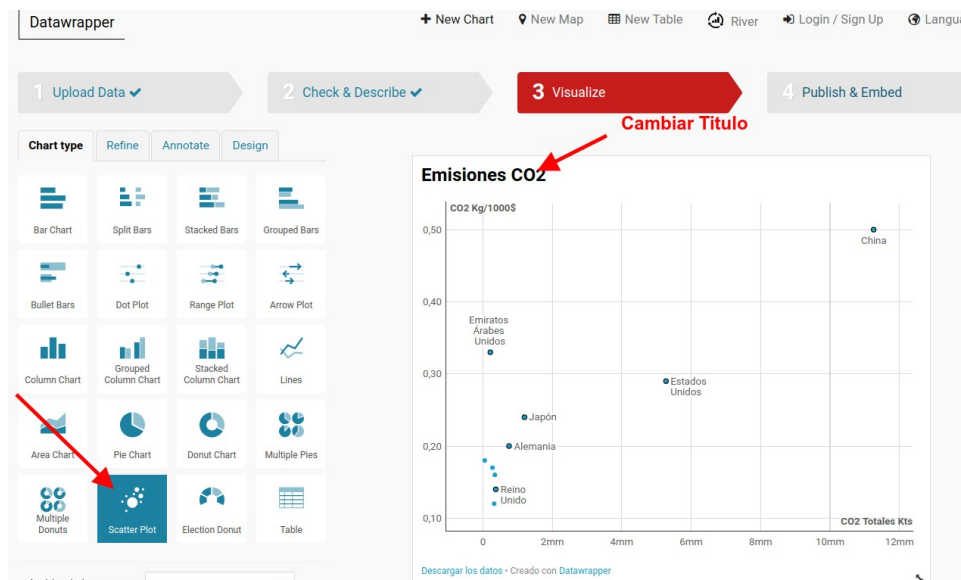 Datawrapper
New Chart
New Map
New Table
River
Login / Sign Up
1 Upload Data
2 Check & Describe
3 Visualize
4 Publish & Embed
Cambiar Titulo
Chart type
Refine
Annotate
Design
Bar Chart
Split Bars
Stacked Bars
Grouped Bars
Bullet Bars
Dot Plot
Range Plot
Arrow Plot
Column Chart
Grouped
Column Chart
Stacked
Column Chart
Lines
Area Chart
Pie Chart
Donut Chart
Multiple Pies
Multiple
Donuts
Scatter Plot
Election Donut
Table
Emisiones CO2
CO2 Kg/1000$
0,50
China
0,40
Emiratos
Árabes
Unidos
0,30
Estados
Unidos
Japón
0,20
Alemania
Reino
Unido
0,10
CO2 Totales Kts
0
2mm
4mm
6mm
8mm
10mm
12mm
Descargar los datos • Creado con Datawrapper